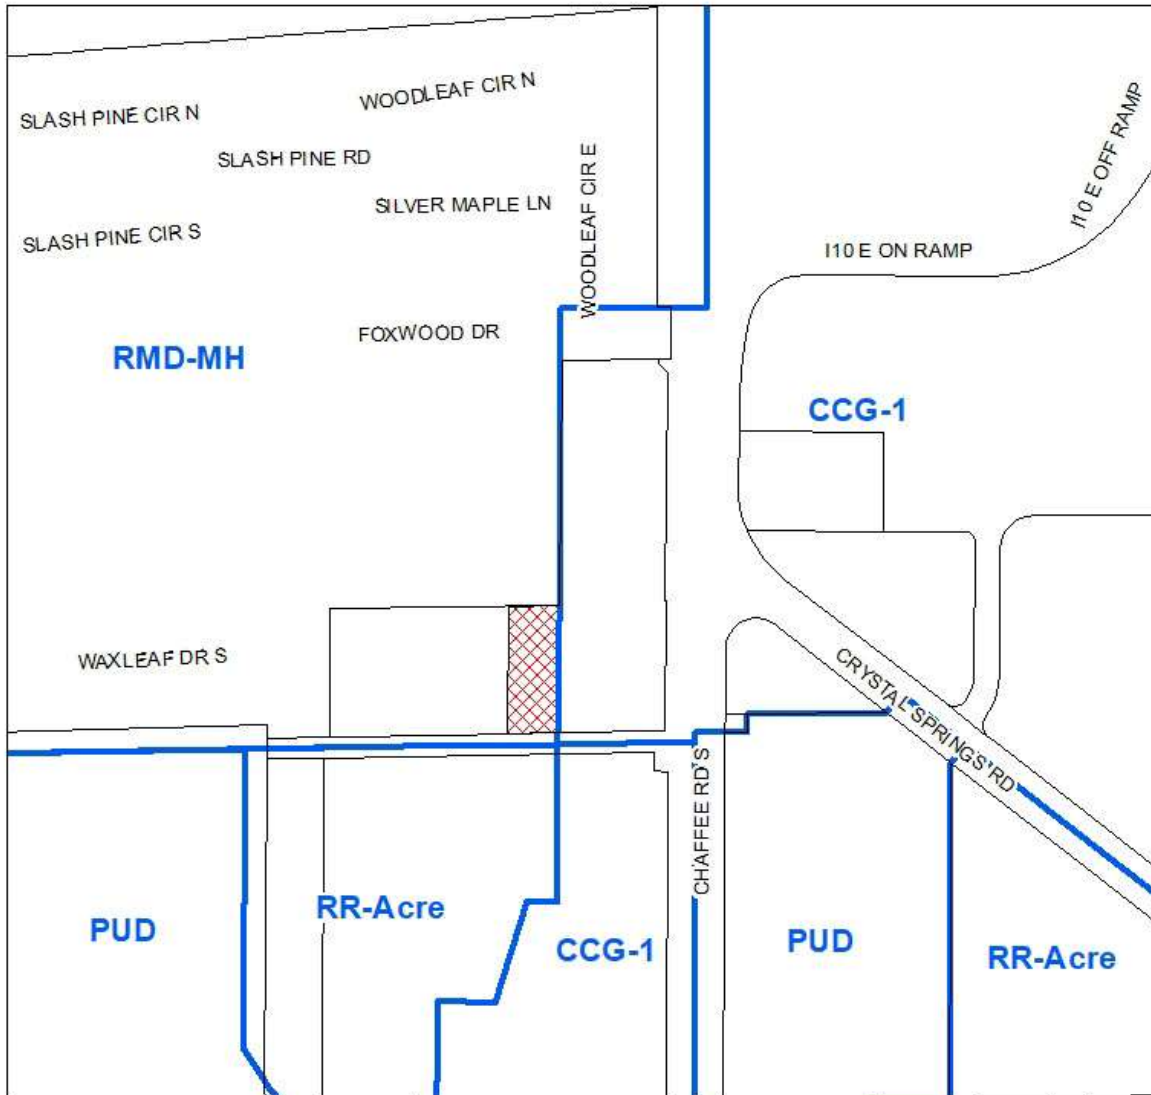 WOODLEAF CIR N
SLASH PINE CIR N
SLASH PINE RD
WOODLEAF CIR E
I10 E OFF RAMP
SILVER MAPLE LN
SLASH PINE CIR S
I10 E ON RAMP
FOXWOOD DR
RMD-MH
CCG-1
WAXLEAF DR S
CRYSTAL SPRINGS RD
CHAFFEE RD S
RR-Acre
PUD
CCG-1
PUD
RR-Acre